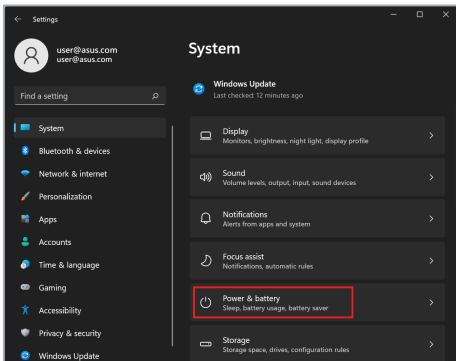 Settings
user@asus.com
user@asus.com
Find a setting
System
Bluetooth & devices
Network & internet
Personalization
Apps
Accounts
Time & language
Gaming
Accessibility
Privacy & security
Windows Update
System
Windows Update
Last checked: 12 minutes ago
Display
Monitors, brightness, night light, display profile
Sound
Volume levels, output, input, sound devices
Notifications
Alerts from apps and system
Focus assist
Notifications, automatic rules
Power & battery
Sleep, battery usage, battery saver
Storage
Storage space, drives, configuration rules